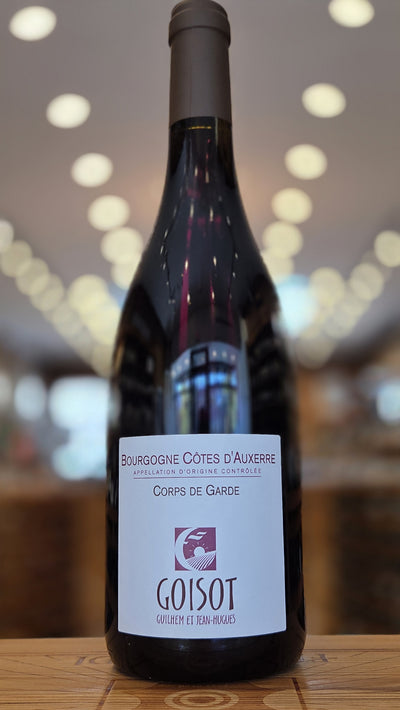 BOURGOGNE CÔTES D'AUXERRE
APPELLATION D'ORIGINE CONTRÔLÉE
CORPS DE GARDE
GOISOT
GUILHEM ET JEAN-HUGUES